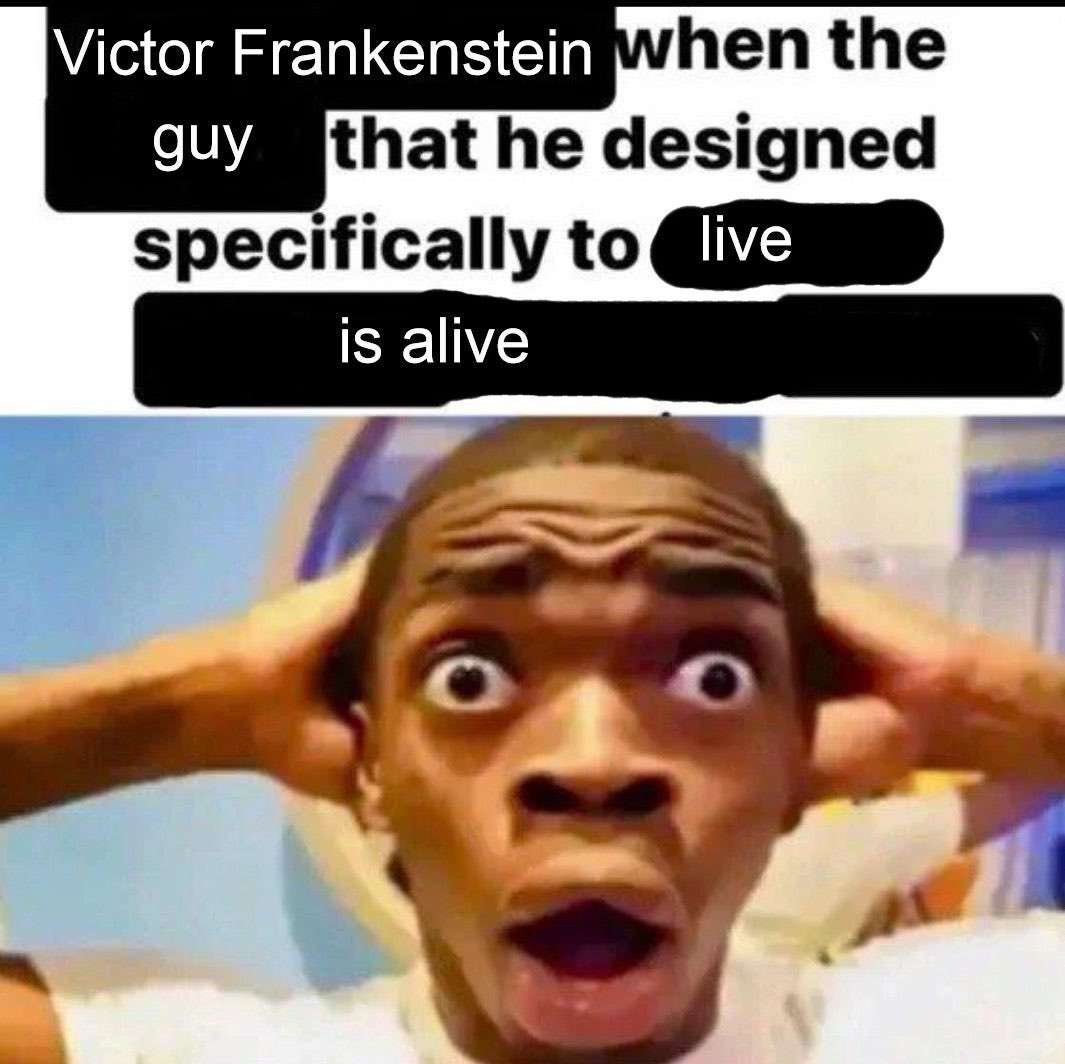 Victor Frankenstein when the
guy that he designed
specifically to live
is alive